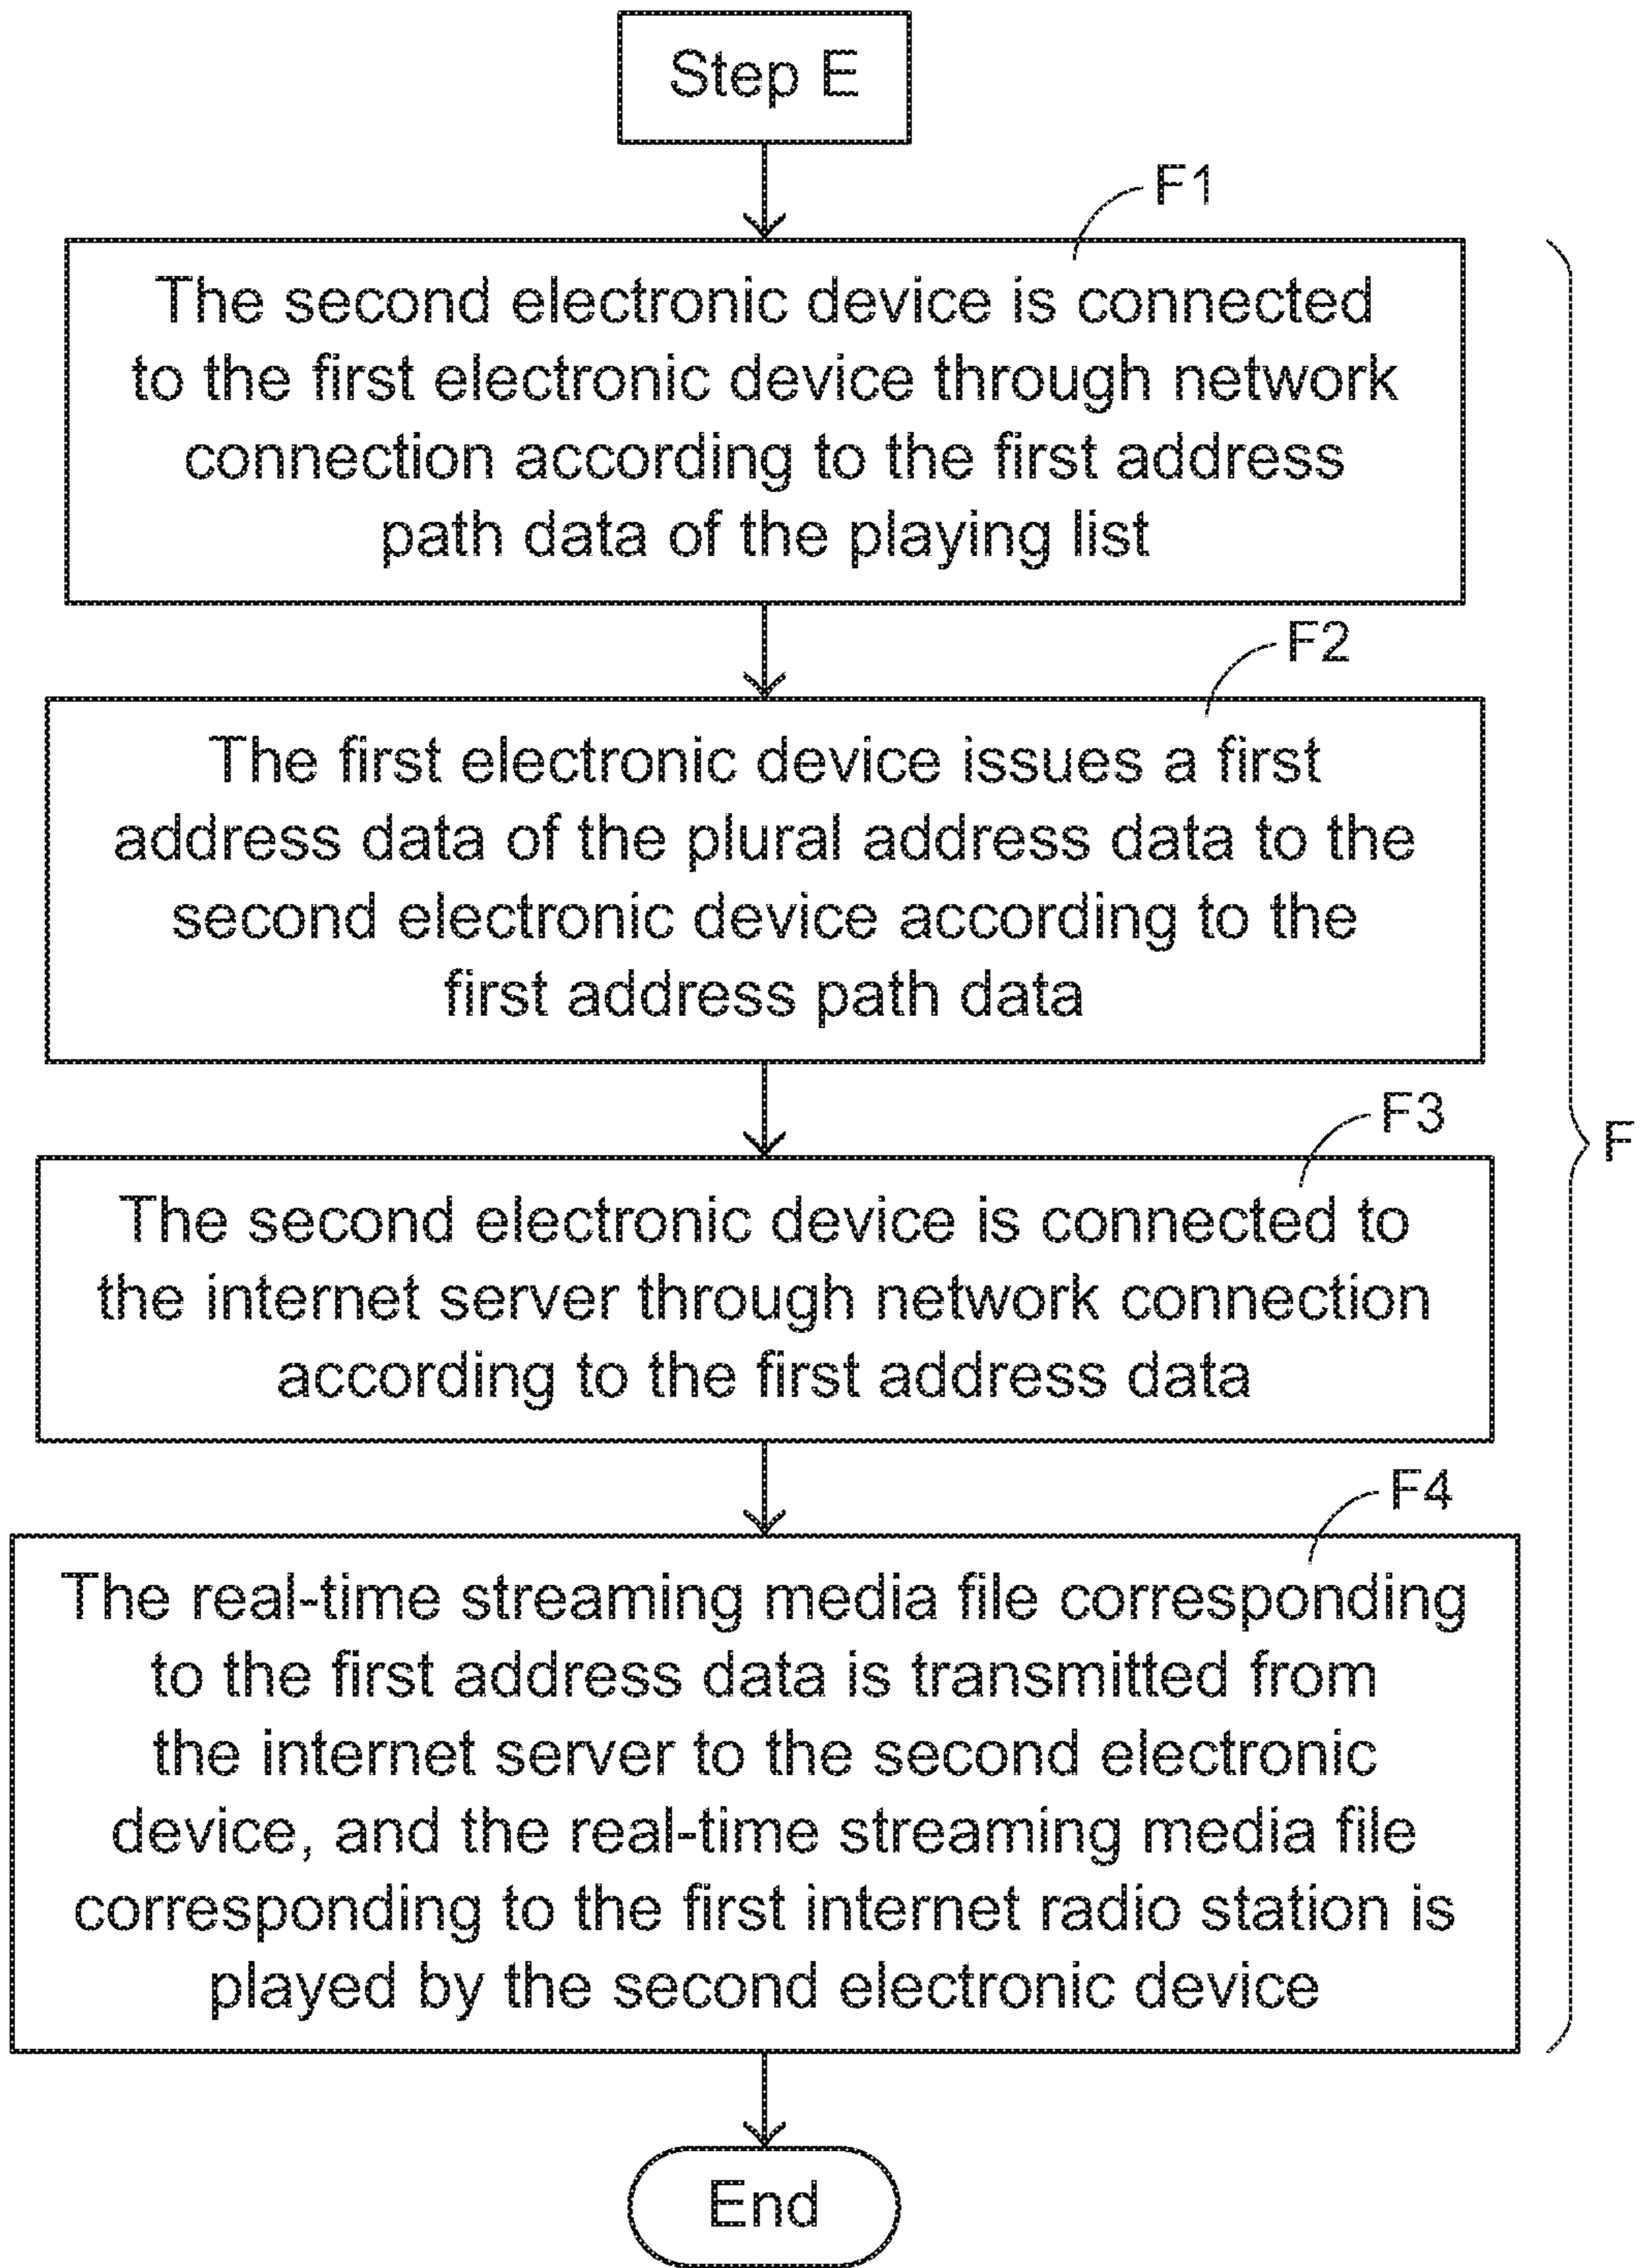 Step E
F1
The second electronic device is connected
to the first electronic device through network
connection according to the first address
path data of the playing list
F2
The first electronic device issues a first
address data of the plural address data to the
second electronic device according to the
first address path data
F3
The second electronic device is connected to
the internet server through network connection
according to the first address data
F
F4
The real-time streaming media file corresponding
to the first address data is transmitted from
the internet server to the second electronic
device, and the real-time streaming media file
corresponding to the first internet radio station is
played by the second electronic device
End